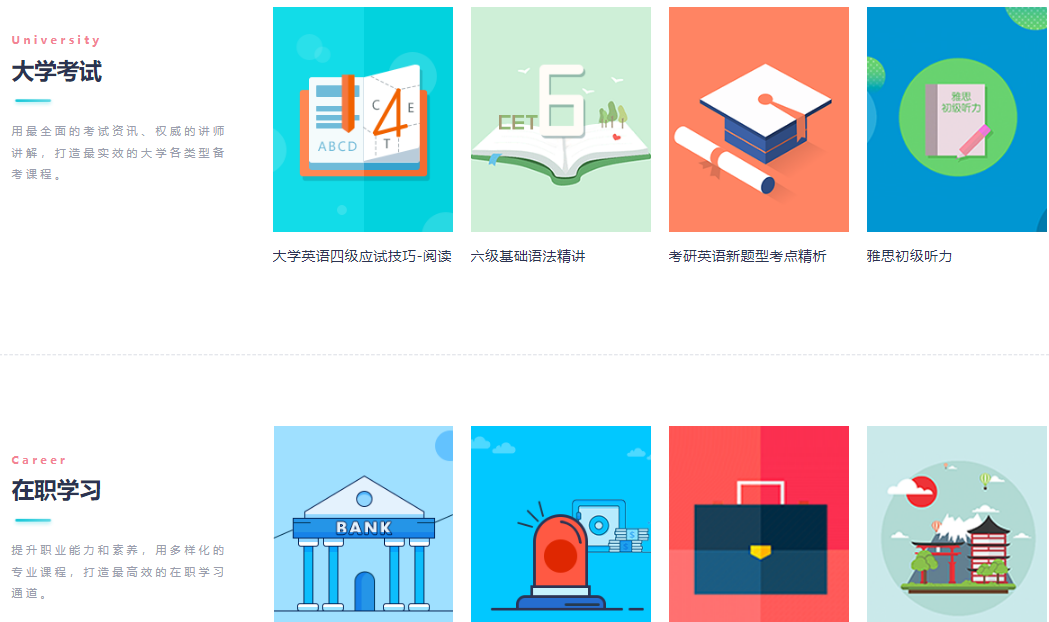 University
大学考试
用最全面的考试资讯、权威的讲师
讲解，打造最实效的大学各类型备
考课程。
ABCD
C
E
4
T
CET
6
雅思
初级听力
大学英语四级应试技巧-阅读
六级基础语法精讲
考研英语新题型考点精析
雅思初级听力
Career
在职学习
提升职业能力和素养，用多样化的
专业课程，打造最高效的在职学习
通道。
BANK